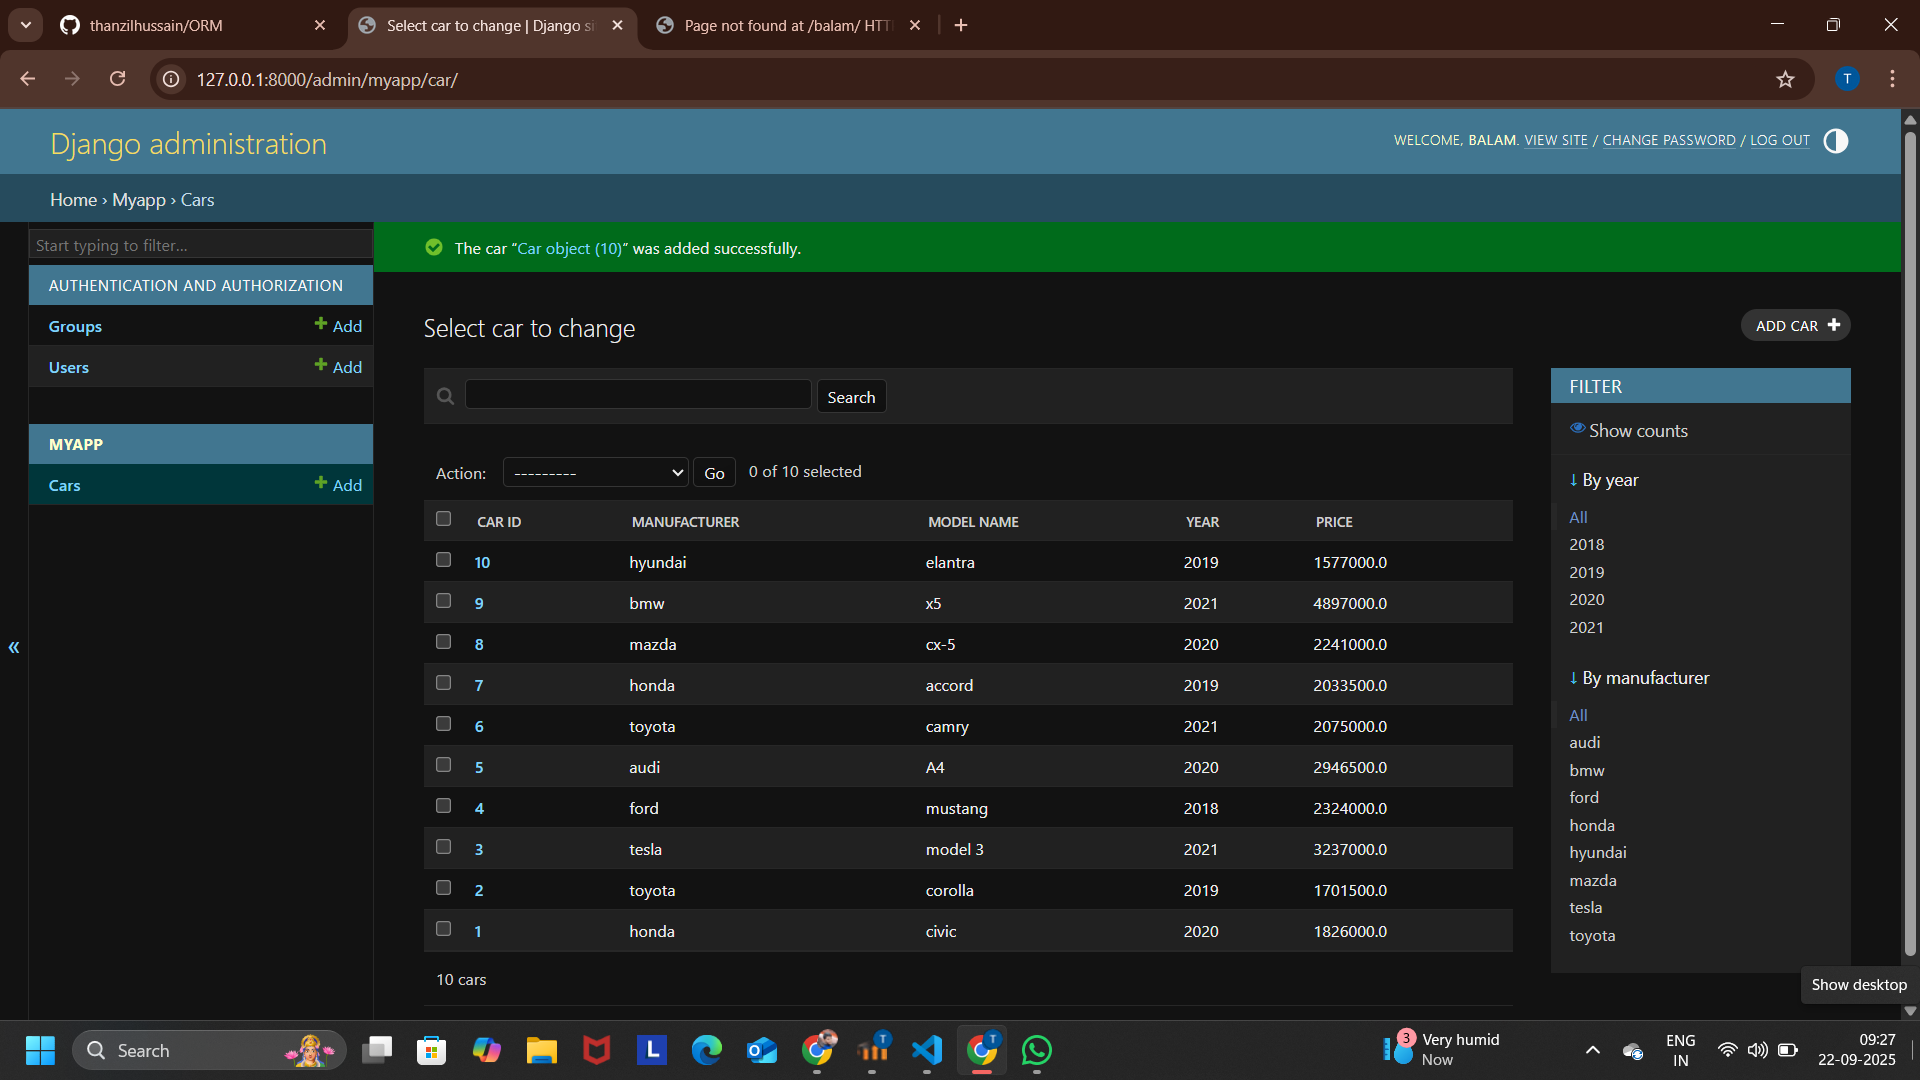 thanzilhussain/ORM
Select car to change | Django si
Page not found at /balam/ HTT
127.0.0.1:8000/admin/myapp/car/
T
Django administration
WELCOME, BALAM. VIEW SITE / CHANGE PASSWORD / LOG OUT
Home › Myapp › Cars
Start typing to filter...
The car “Car object (10)” was added successfully.
AUTHENTICATION AND AUTHORIZATION
Groups + Add
Users + Add
MYAPP
Cars + Add
«
Select car to change
ADD CAR +
Search
Action: --------- Go 0 of 10 selected
CAR ID MANUFACTURER MODEL NAME YEAR PRICE
10 hyundai elantra 2019 1577000.0
9 bmw x5 2021 4897000.0
8 mazda cx-5 2020 2241000.0
7 honda accord 2019 2033500.0
6 toyota camry 2021 2075000.0
5 audi A4 2020 2946500.0
4 ford mustang 2018 2324000.0
3 tesla model 3 2021 3237000.0
2 toyota corolla 2019 1701500.0
1 honda civic 2020 1826000.0
10 cars
FILTER
Show counts
↓ By year
All
2018
2019
2020
2021
↓ By manufacturer
All
audi
bmw
ford
honda
hyundai
mazda
tesla
toyota
Show desktop
Search
L
T
T
3
Very humid
Now
ENG
IN
09:27
22-09-2025